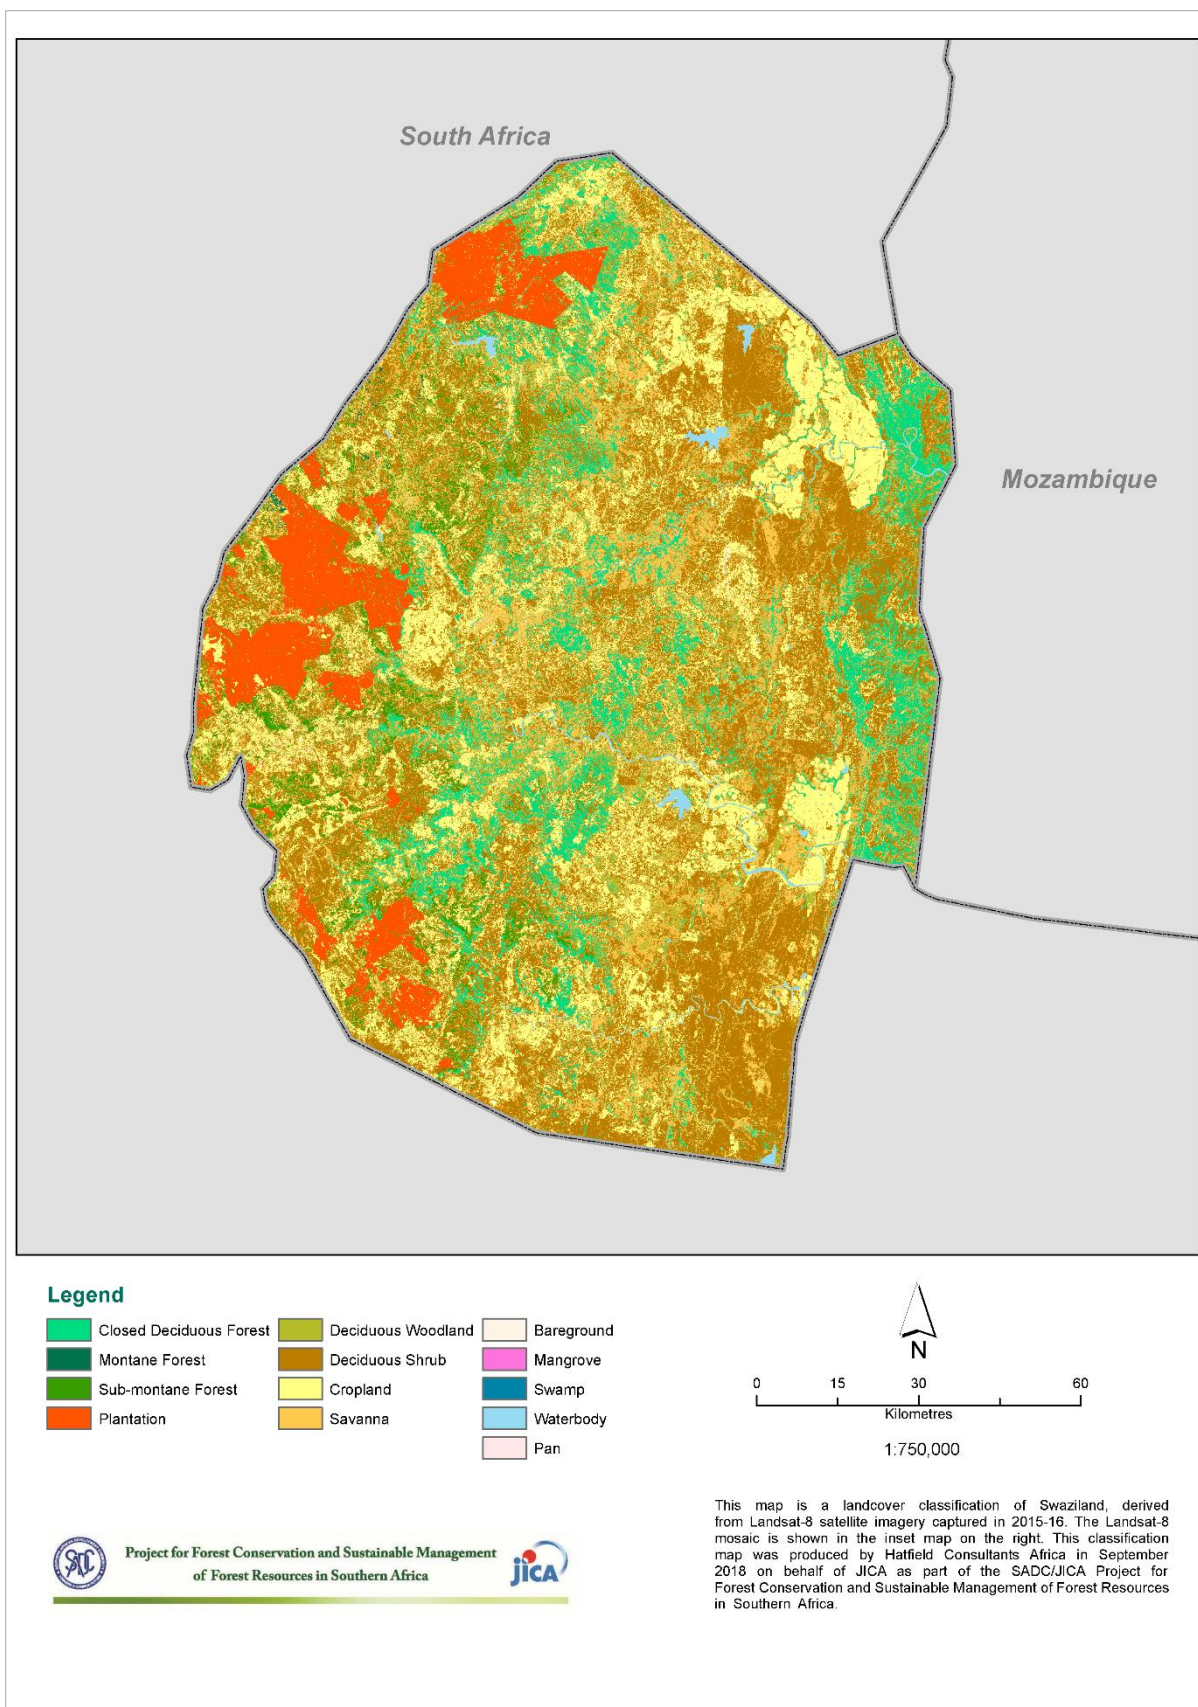 South Africa
Mozambique
Legend
Closed Deciduous Forest
Montane Forest
Sub-montane Forest
Plantation
Deciduous Woodland
Deciduous Shrub
Cropland
Savanna
Bareground
Mangrove
Swamp
Waterbody
Pan
N
0 15 30 60
Kilometres
1:750,000
This map is a landcover classification of Swaziland, derived
from Landsat-8 satellite imagery captured in 2015-16. The Landsat-8
mosaic is shown in the inset map on the right. This classification
map was produced by Hatfield Consultants Africa in September
2018 on behalf of JICA as part of the SADC/JICA Project for
Forest Conservation and Sustainable Management of Forest Resources
in Southern Africa.
SADC
Project for Forest Conservation and Sustainable Management
of Forest Resources in Southern Africa
jICA